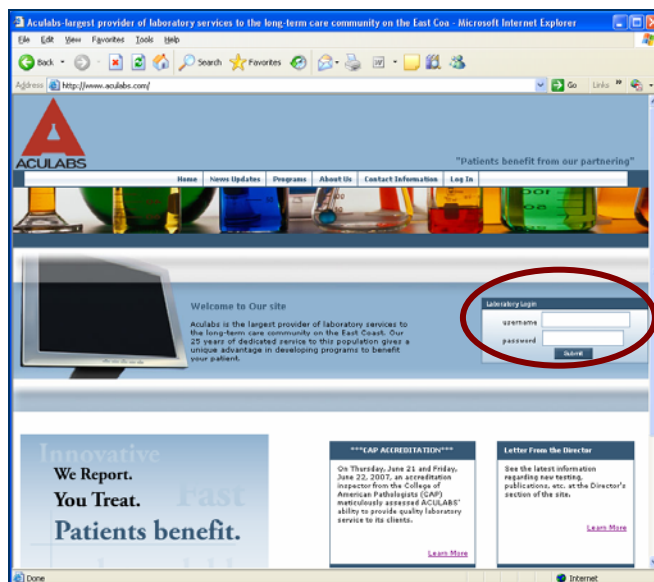 Aculabs-largest provider of laboratory services to the long-term care community on the East Coa - Microsoft Internet Explorer
File Edit View Favorites Tools Help
Back Search Favorites
Address http://www.aculabs.com/ Go Links »
ACULABS
"Patients benefit from our partnering"
Home News Updates Programs About Us Contact Information Log In
Welcome to Our site
Aculabs is the largest provider of laboratory services to
the long-term care community on the East Coast. Our
25 years of dedicated service to this population gives a
unique advantage in developing programs to benefit
your patient.
Laboratory Login
username
password
Submit
Innovative
Fast
We Report.
You Treat.
Patients benefit.
***CAP ACCREDITATION***
On Thursday, June 21 and Friday,
June 22, 2007, an accreditation
inspector from the College of
American Pathologists (CAP)
meticulously assessed ACULABS'
ability to provide quality laboratory
service to its clients.
Learn More
Letter From the Director
See the latest information
regarding new testing,
publications, etc. at the Director's
section of the site.
Learn More
Done
Internet